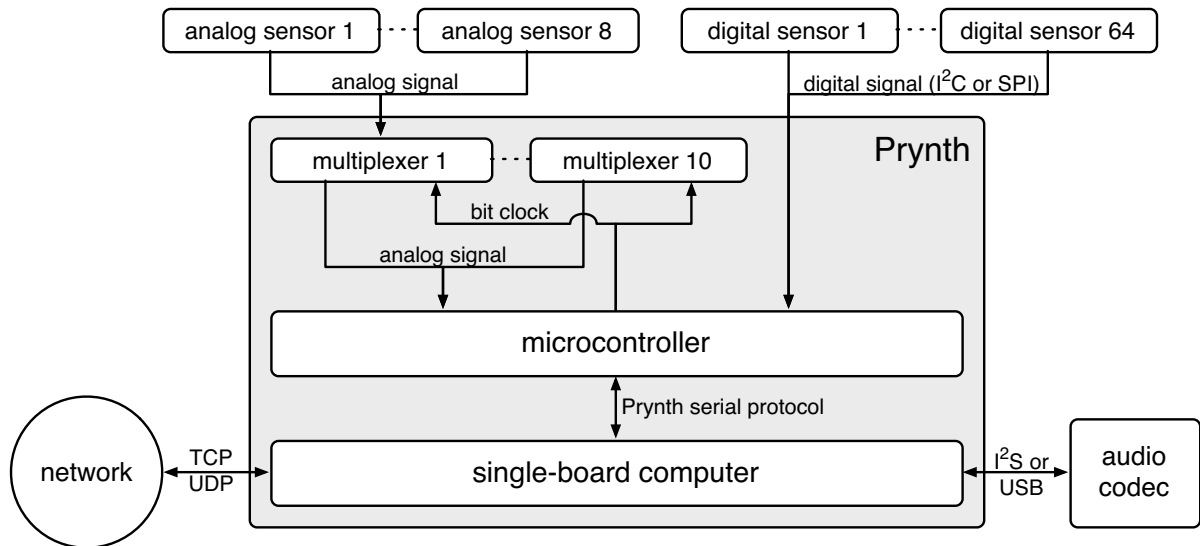 analog sensor 1
analog sensor 8
digital sensor 1
digital sensor 64
analog signal
digital signal (I²C or SPI)
Prynth
multiplexer 1
multiplexer 10
bit clock
analog signal
microcontroller
Prynth serial protocol
network
TCP
UDP
single-board computer
I²S or
USB
audio
codec